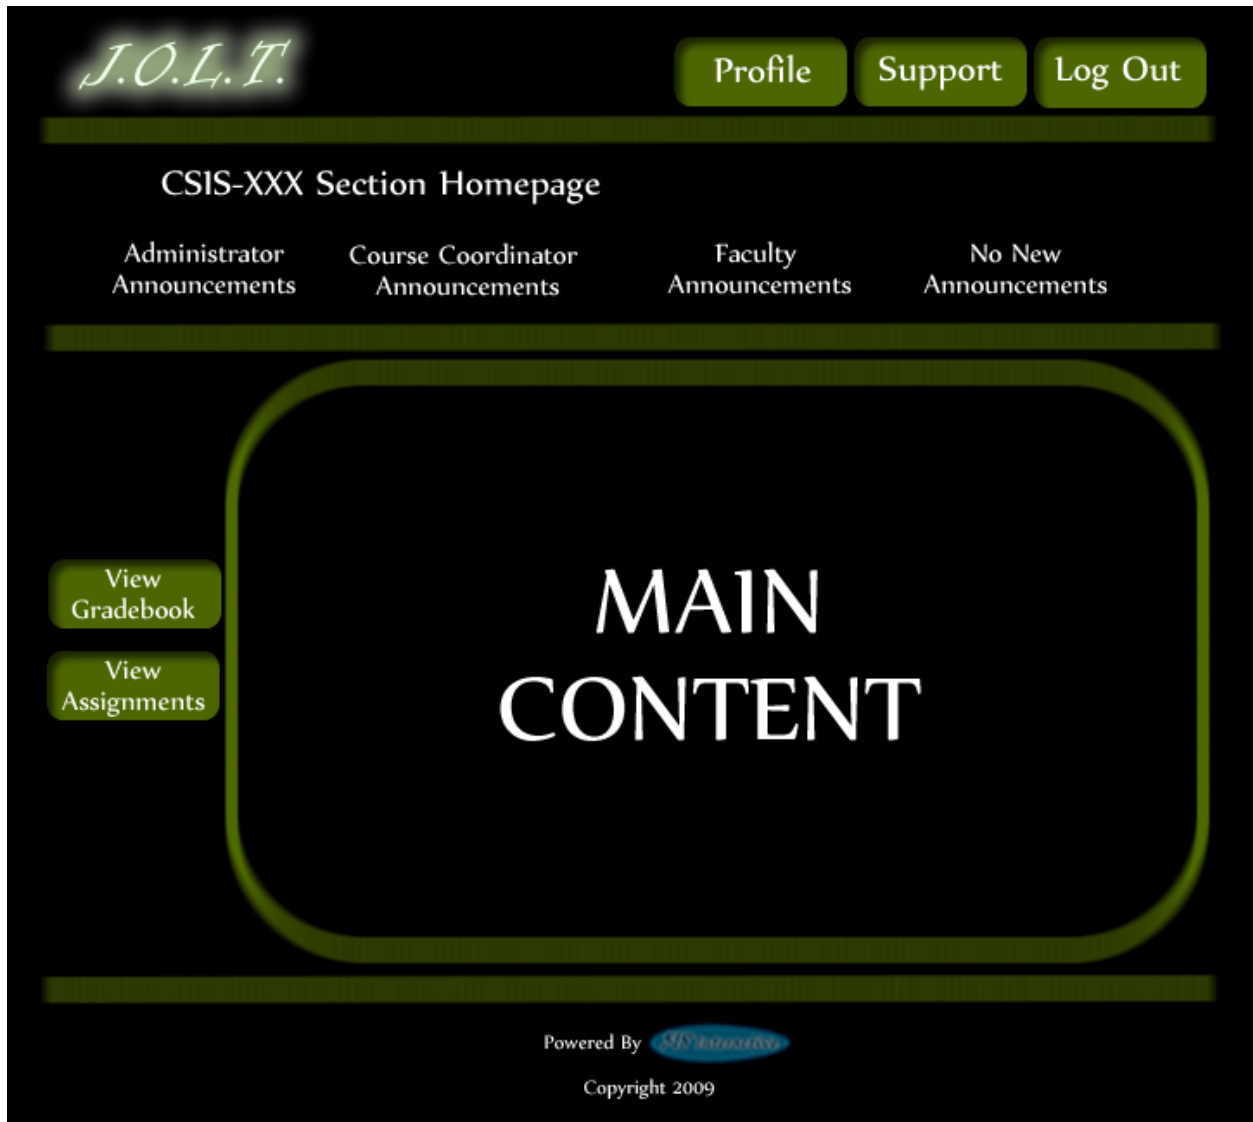 J.O.L.T.
Profile
Support
Log Out
CSIS-XXX Section Homepage
Administrator
Announcements
Course Coordinator
Announcements
Faculty
Announcements
No New
Announcements
View
Gradebook
View
Assignments
MAIN
CONTENT
Powered By
Copyright 2009